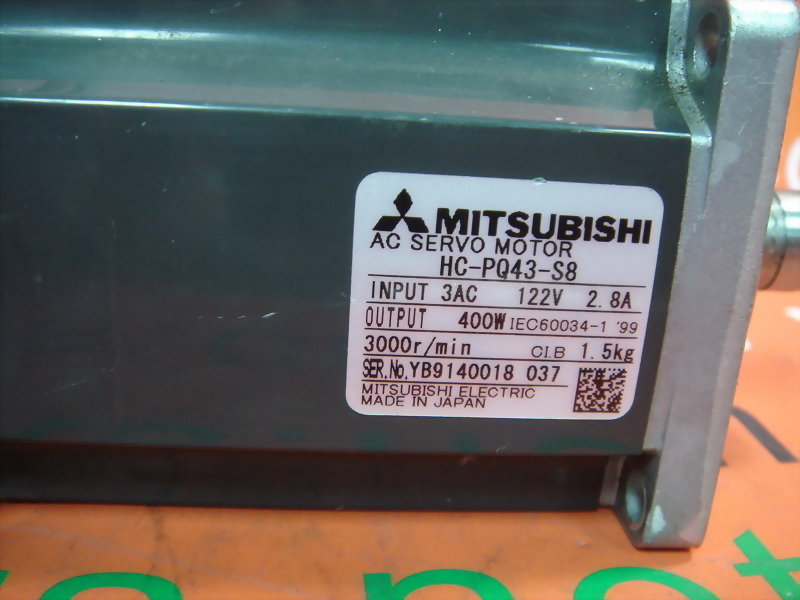 MITSUBISHI
AC SERVO MOTOR
HC-PQ43-S8
INPUT 3AC 122V 2.8A
OUTPUT 400W IEC60034-1 '99
3000r/min CI.B 1.5kg
SER.No.YB9140018 037
MITSUBISHI ELECTRIC
MADE IN JAPAN